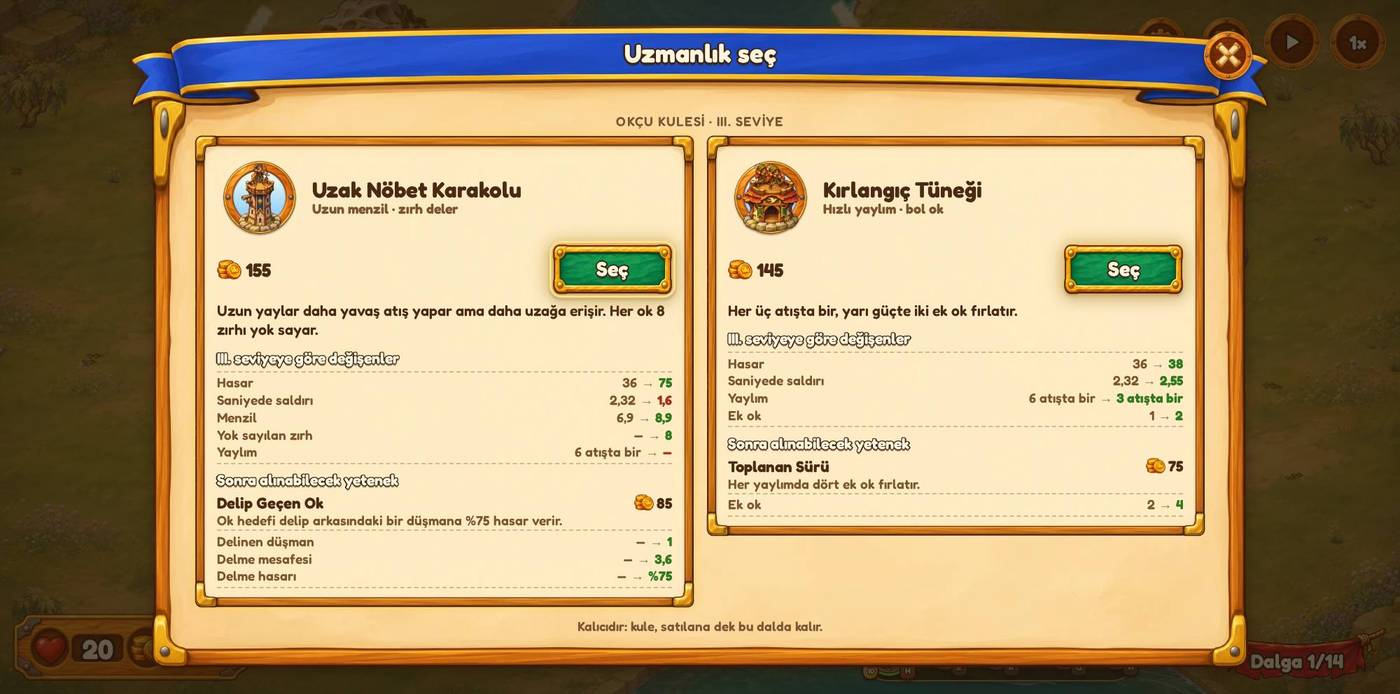 Uzmanlık seç
1x
OKÇU KULESİ · III. SEVİYE
Uzak Nöbet Karakolu
Uzun menzil · zırh deler
155
Seç
Uzun yaylar daha yavaş atış yapar ama daha uzağa erişir. Her ok 8
zırhı yok sayar.
III. seviyeye göre değişenler
Hasar 36 → 75
Saniyede saldırı 2,32 → 1,6
Menzil 6,9 → 8,9
Yok sayılan zırh — → 8
Yaylım 6 atışta bir → —
Sonra alınabilecek yetenek
Delip Geçen Ok 85
Ok hedefi delip arkasındaki bir düşmana %75 hasar verir.
Delinen düşman — → 1
Delme mesafesi — → 3,6
Delme hasarı — → %75
Kırlangıç Tüneği
Hızlı yaylım · bol ok
145
Seç
Her üç atışta bir, yarı güçte iki ek ok fırlatır.
III. seviyeye göre değişenler
Hasar 36 → 38
Saniyede saldırı 2,32 → 2,55
Yaylım 6 atışta bir → 3 atışta bir
Ek ok 1 → 2
Sonra alınabilecek yetenek
Toplanan Sürü 75
Her yaylımda dört ek ok fırlatır.
Ek ok 2 → 4
Kalıcıdır: kule, satılana dek bu dalda kalır.
20
Dalga 1/14